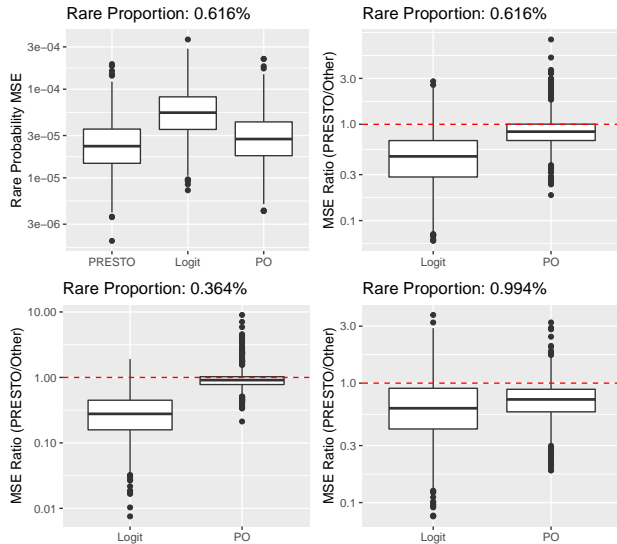 Rare Proportion: 0.616%
Rare Probability MSE
3e−04
1e−04
3e−05
1e−05
3e−06
PRESTO
Logit
PO
Rare Proportion: 0.616%
MSE Ratio (PRESTO/Other)
3.0
1.0
0.3
0.1
Logit
PO
Rare Proportion: 0.364%
MSE Ratio (PRESTO/Other)
10.00
1.00
0.10
0.01
Logit
PO
Rare Proportion: 0.994%
MSE Ratio (PRESTO/Other)
3.0
1.0
0.3
0.1
Logit
PO